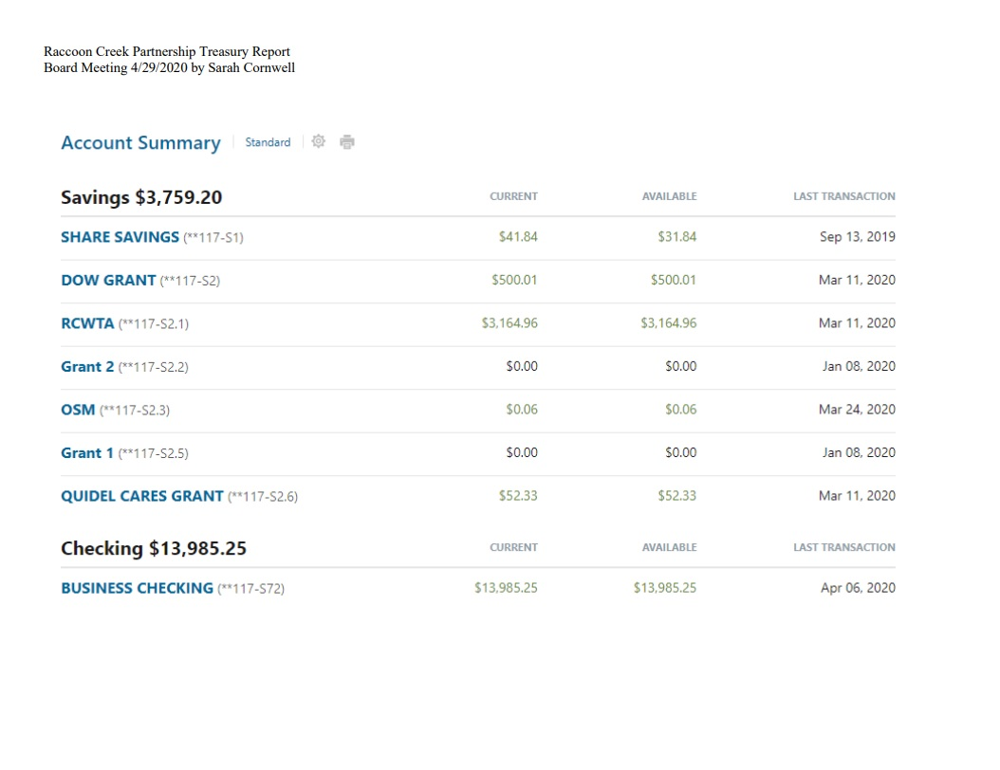 Raccoon Creek Partnership Treasury Report
Board Meeting 4/29/2020 by Sarah Cornwell
Account Summary Standard
Savings $3,759.20 CURRENT AVAILABLE LAST TRANSACTION
SHARE SAVINGS (**117-S1) $41.84 $31.84 Sep 13, 2019
DOW GRANT (**117-S2) $500.01 $500.01 Mar 11, 2020
RCWTA (**117-S2.1) $3,164.96 $3,164.96 Mar 11, 2020
Grant 2 (**117-S2.2) $0.00 $0.00 Jan 08, 2020
OSM (**117-S2.3) $0.06 $0.06 Mar 24, 2020
Grant 1 (**117-S2.5) $0.00 $0.00 Jan 08, 2020
QUIDEL CARES GRANT (**117-S2.6) $52.33 $52.33 Mar 11, 2020
Checking $13,985.25 CURRENT AVAILABLE LAST TRANSACTION
BUSINESS CHECKING (**117-S72) $13,985.25 $13,985.25 Apr 06, 2020